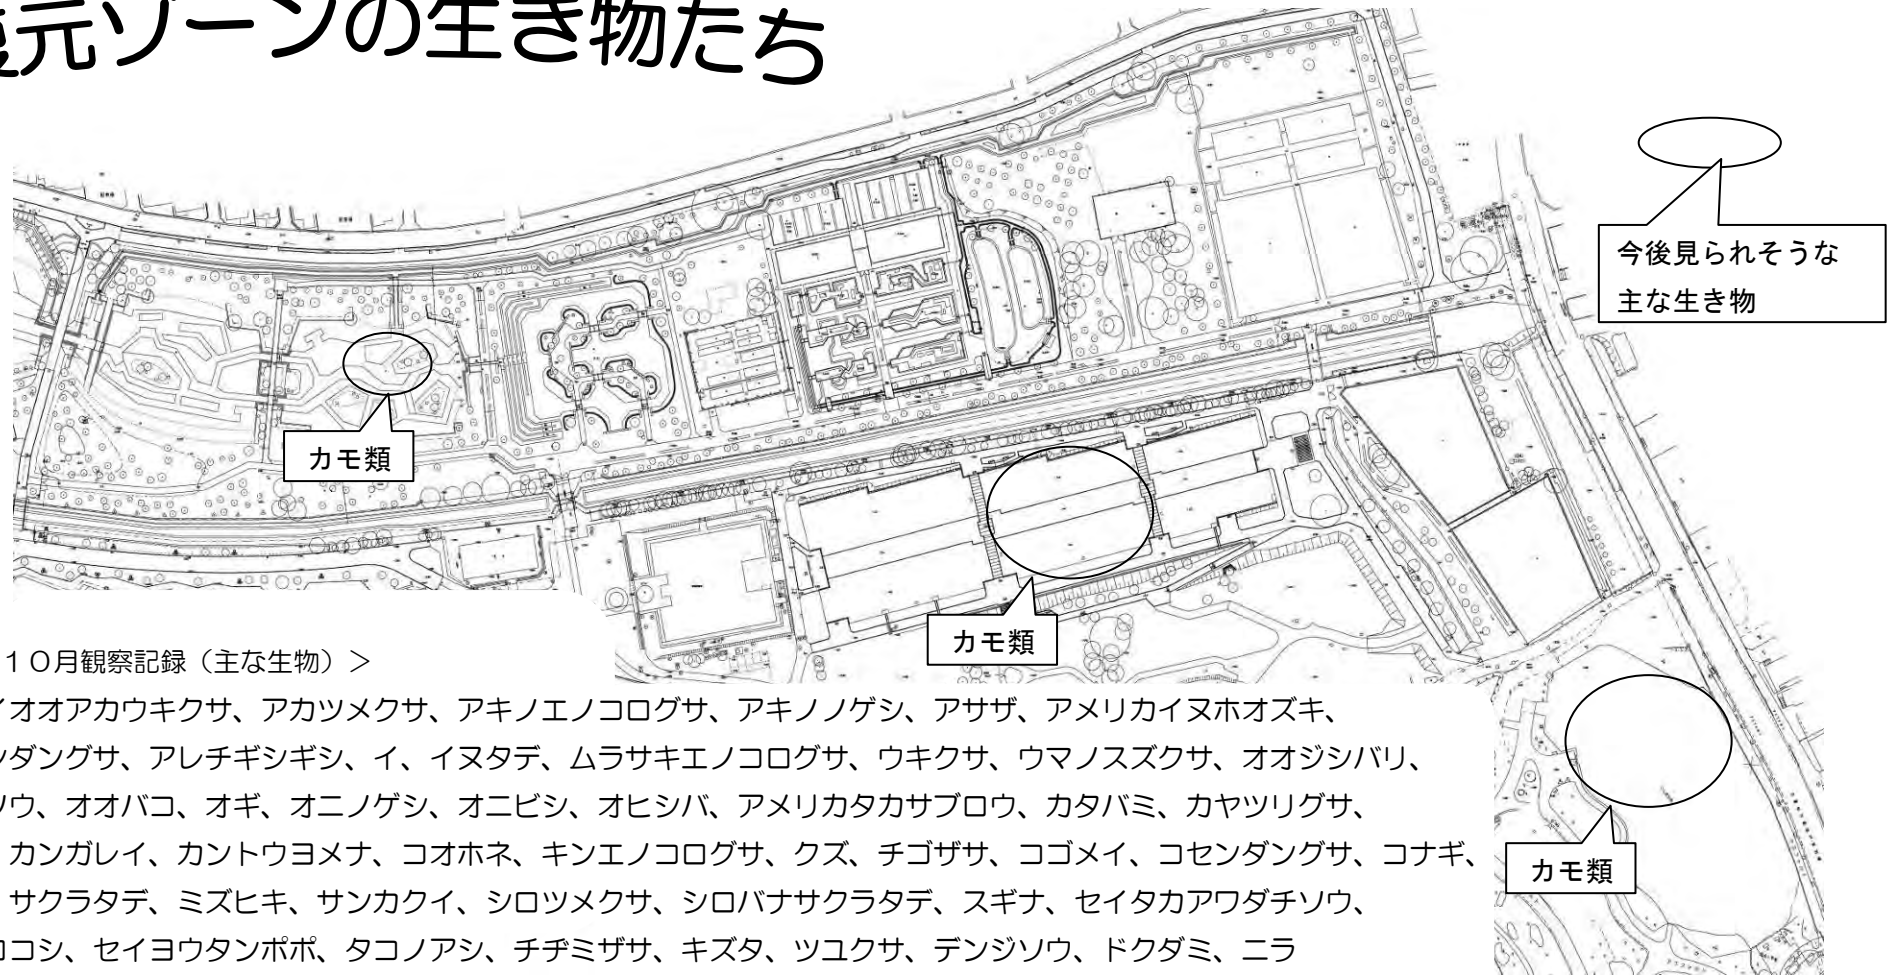 元ゾーンの生き物たち
今後見られそうな
主な生き物
カモ類
カモ類
カモ類
１０月観察記録（主な生物）＞
イオオアカウキクサ、アカツメクサ、アキノエノコログサ、アキノノゲシ、アサザ、アメリカイヌホオズキ、
ンダングサ、アレチギシギシ、イ、イヌタデ、ムラサキエノコログサ、ウキクサ、ウマノスズクサ、オオジシバリ、
ソウ、オオバコ、オギ、オニノゲシ、オニビシ、オヒシバ、アメリカタカサブロウ、カタバミ、カヤツリグサ、
カンガレイ、カントウヨメナ、コオホネ、キンエノコログサ、クズ、チゴザサ、コゴメイ、コセンダングサ、コナギ、
サクラタデ、ミズヒキ、サンカクイ、シロツメクサ、シロバナサクラタデ、スギナ、セイタカアワダチソウ、
コシ、セイヨウタンポポ、タコノアシ、チヂミザサ、キズタ、ツユクサ、デンジソウ、ドクダミ、ニラ